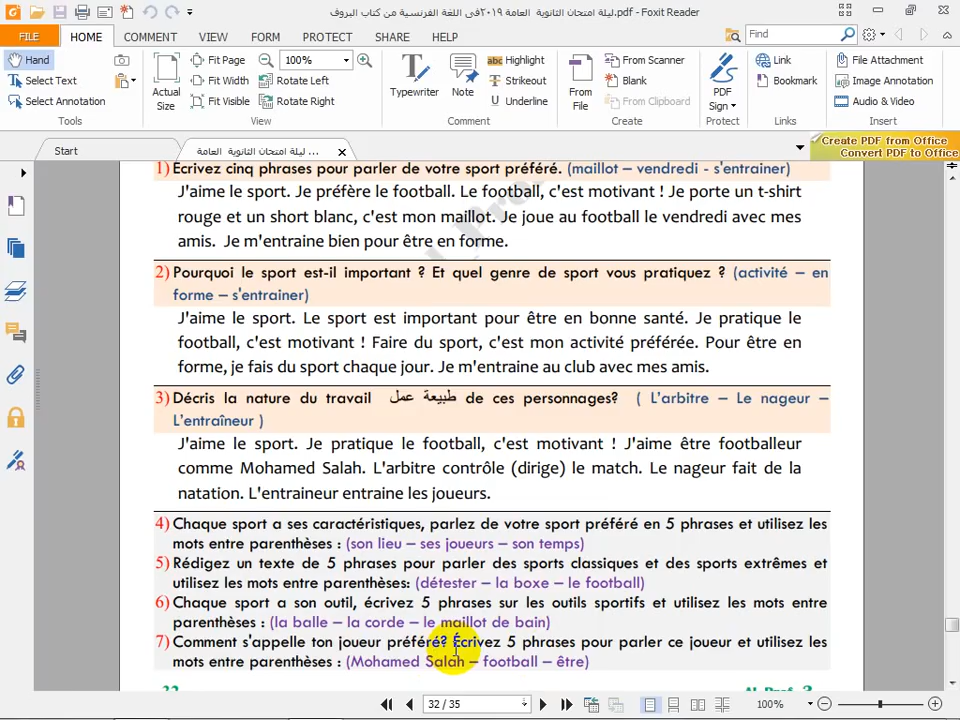 ليلة امتحان الثانوية العامة ٢٠١٩فى اللغة الفرنسية من كتاب البروف.pdf - Foxit Reader
FILE HOME COMMENT VIEW FORM PROTECT SHARE HELP
Find
Hand
Select Text
Select Annotation
Tools
Actual Size
Fit Page
Fit Width
Fit Visible
100%
Rotate Left
Rotate Right
View
Typewriter
Note
Highlight
Strikeout
Underline
Comment
From File
From Scanner
Blank
From Clipboard
Create
PDF Sign
Protect
Link
Bookmark
Links
File Attachment
Image Annotation
Audio & Video
Insert
Start
ليلة امتحان الثانوية العامة ...
Create PDF from Office
Convert PDF to Office
1) Ecrivez cinq phrases pour parler de votre sport préféré. (maillot – vendredi - s'entrainer)
J'aime le sport. Je préfère le football. Le football, c'est motivant ! Je porte un t-shirt
rouge et un short blanc, c'est mon maillot. Je joue au football le vendredi avec mes
amis. Je m'entraine bien pour être en forme.
2) Pourquoi le sport est-il important ? Et quel genre de sport vous pratiquez ? (activité – en
forme – s'entrainer)
J'aime le sport. Le sport est important pour être en bonne santé. Je pratique le
football, c'est motivant ! Faire du sport, c'est mon activité préférée. Pour être en
forme, je fais du sport chaque jour. Je m'entraine au club avec mes amis.
3) Décris la nature du travail طبيعة عمل de ces personnages? ( L'arbitre – Le nageur –
L'entraîneur )
J'aime le sport. Je pratique le football, c'est motivant ! J'aime être footballeur
comme Mohamed Salah. L'arbitre contrôle (dirige) le match. Le nageur fait de la
natation. L'entraineur entraine les joueurs.
4) Chaque sport a ses caractéristiques, parlez de votre sport préféré en 5 phrases et utilisez les
mots entre parenthèses : (son lieu – ses joueurs – son temps)
5) Rédigez un texte de 5 phrases pour parler des sports classiques et des sports extrêmes et
utilisez les mots entre parenthèses: (détester – la boxe – le football)
6) Chaque sport a son outil, écrivez 5 phrases sur les outils sportifs et utilisez les mots entre
parenthèses : (la balle – la corde – le maillot de bain)
7) Comment s'appelle ton joueur préféré? Écrivez 5 phrases pour parler ce joueur et utilisez les
mots entre parenthèses : (Mohamed Salah – football – être)
32 / 35
100%